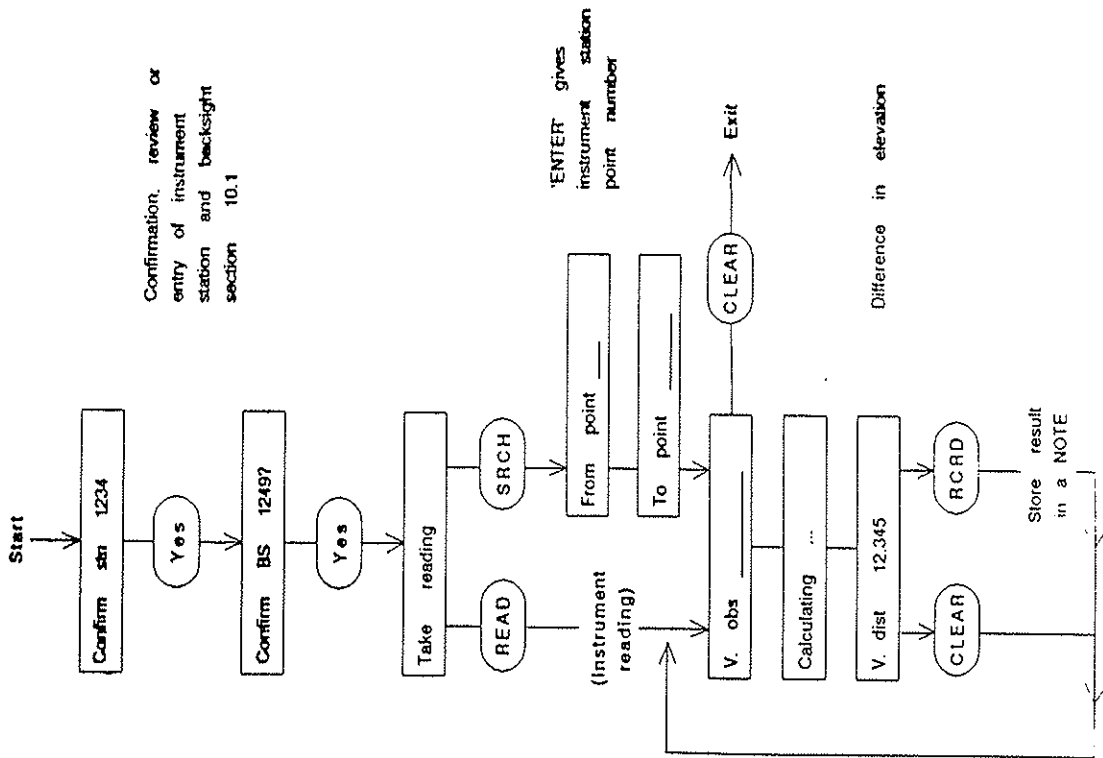 Start
Confirm stn 1234
Confirmation, review or
entry of instrument
station and backsight
section 10.1
Yes
Confirm BS 1249?
Yes
Take reading
READ
SRCH
(Instrument
reading)
From point ___
'ENTER' gives
instrument station
point number
To point ___
V. obs ___
CLEAR
Exit
Calculating ...
V. dist 12.345
Difference in elevation
CLEAR
RCRD
Store result
in a NOTE